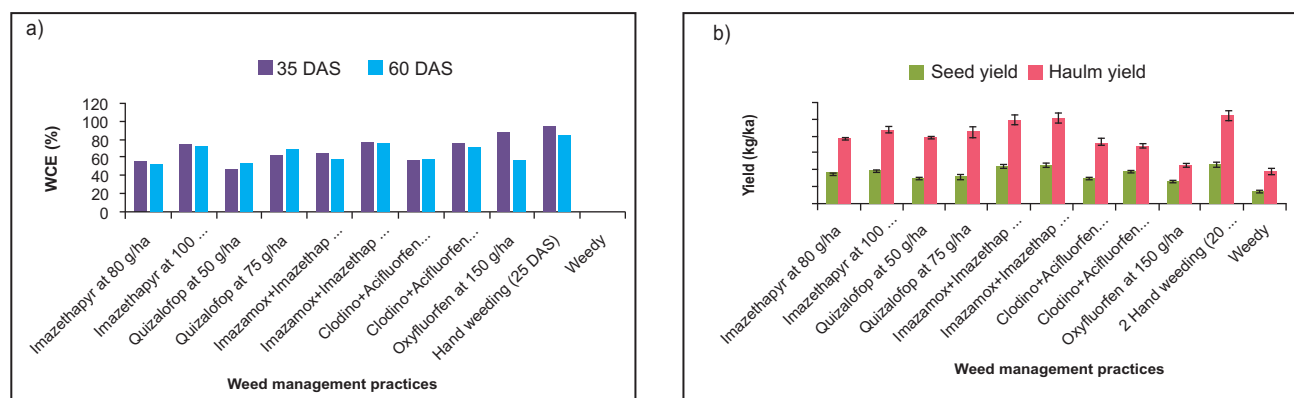 a)
35 DAS 60 DAS
WCE (%)
120
100
80
60
40
20
0
Imazethapyr at 80 g/ha
Imazethapyr at 100 ...
Quizalofop at 50 g/ha
Quizalofop at 75 g/ha
Imazamox+Imazethap ...
Imazamox+Imazethap ...
Clodino+Acifluorfen...
Clodino+Acifluorfen...
Oxyfluorfen at 150 g/ha
Hand weeding (25 DAS)
Weedy
Weed management practices
b)
Seed yield Haulm yield
Yield (kg/ka)
Imazethapyr at 80 g/ha
Imazethapyr at 100 ...
Quizalofop at 50 g/ha
Quizalofop at 75 g/ha
Imazamox+Imazethap ...
Imazamox+Imazethap ...
Clodino+Acifluorfen...
Clodino+Acifluorfen...
Oxyfluorfen at 150 g/ha
2 Hand weeding (20 ...
Weedy
Weed management practices